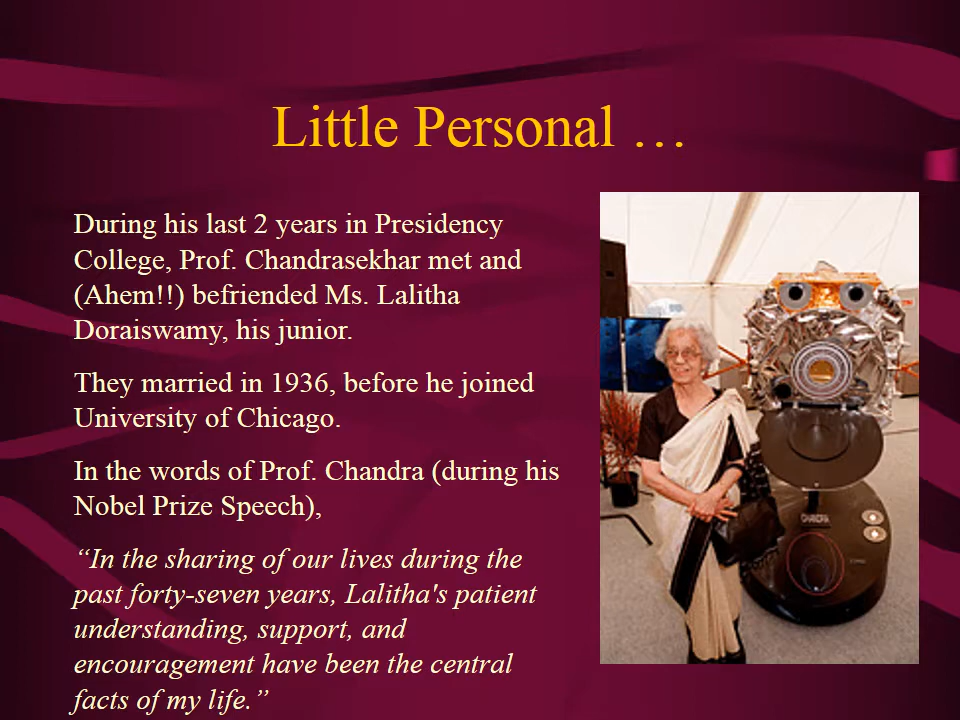 Little Personal …
During his last 2 years in Presidency
College, Prof. Chandrasekhar met and
(Ahem!!) befriended Ms. Lalitha
Doraiswamy, his junior.
They married in 1936, before he joined
University of Chicago.
In the words of Prof. Chandra (during his
Nobel Prize Speech),
“In the sharing of our lives during the
past forty-seven years, Lalitha's patient
understanding, support, and
encouragement have been the central
facts of my life.”
CHANDRA